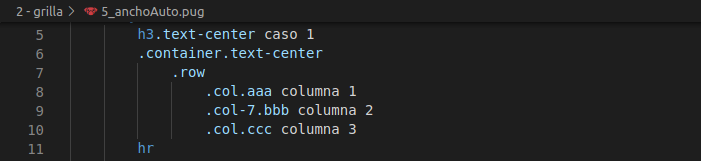 2 - grilla > 5_anchoAuto.pug
5 h3.text-center caso 1
6 .container.text-center
7 .row
8 .col.aaa columna 1
9 .col-7.bbb columna 2
10 .col.ccc columna 3
11 hr